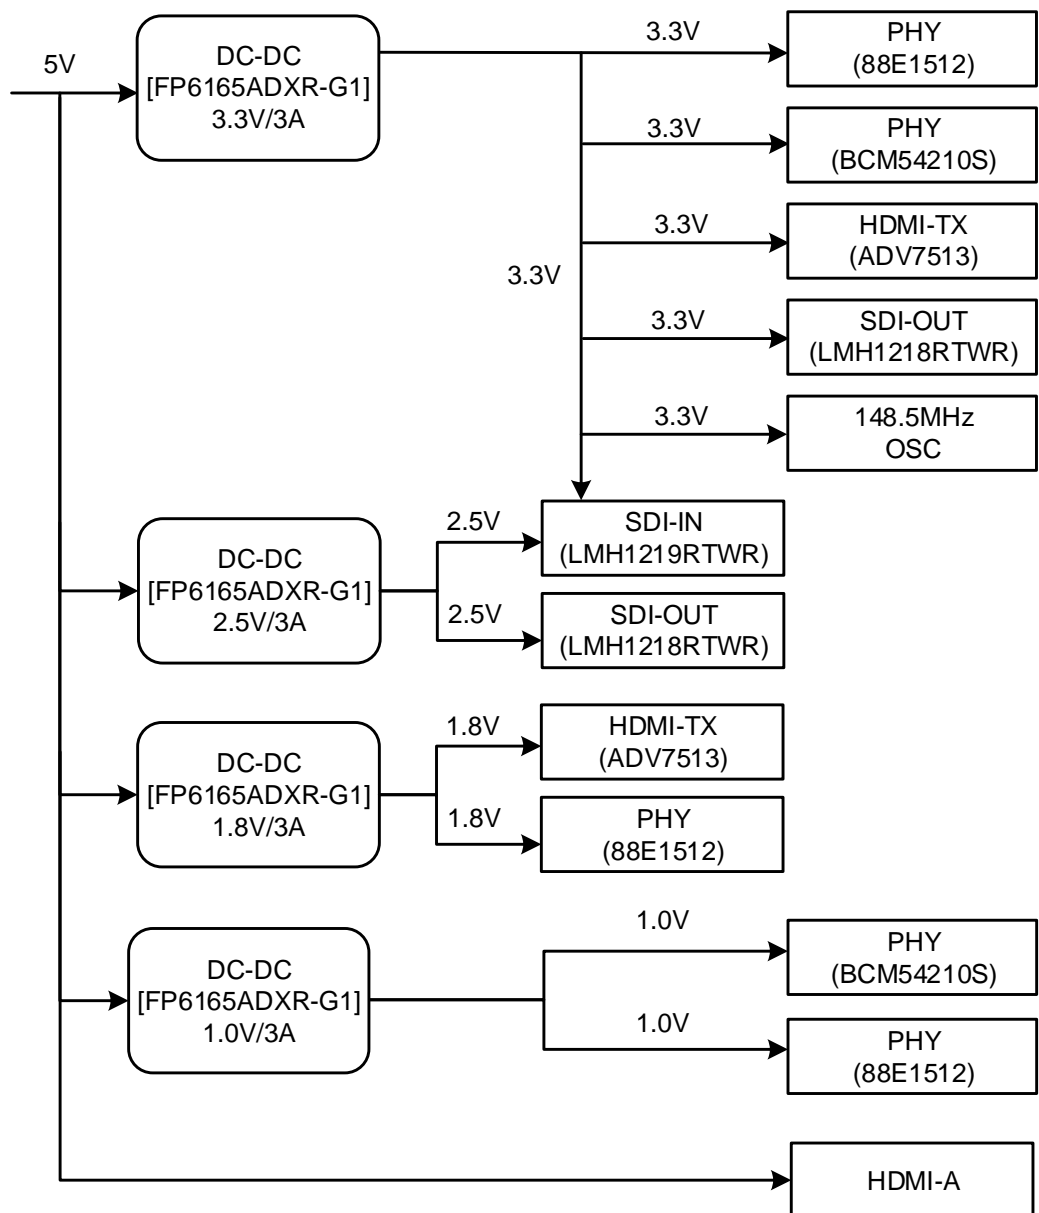 5V
DC-DC
[FP6165ADXR-G1]
3.3V/3A
3.3V
PHY
(88E1512)
3.3V
PHY
(BCM54210S)
3.3V
HDMI-TX
(ADV7513)
3.3V
3.3V
SDI-OUT
(LMH1218RTWR)
3.3V
148.5MHz
OSC
DC-DC
[FP6165ADXR-G1]
2.5V/3A
2.5V
SDI-IN
(LMH1219RTWR)
2.5V
SDI-OUT
(LMH1218RTWR)
DC-DC
[FP6165ADXR-G1]
1.8V/3A
1.8V
HDMI-TX
(ADV7513)
1.8V
PHY
(88E1512)
DC-DC
[FP6165ADXR-G1]
1.0V/3A
1.0V
PHY
(BCM54210S)
1.0V
PHY
(88E1512)
HDMI-A